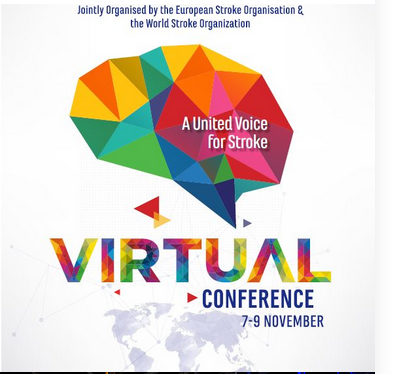 Jointly Organised by the European Stroke Organisation &
the World Stroke Organization
A United Voice
for Stroke
VIRTUAL
CONFERENCE
7-9 NOVEMBER